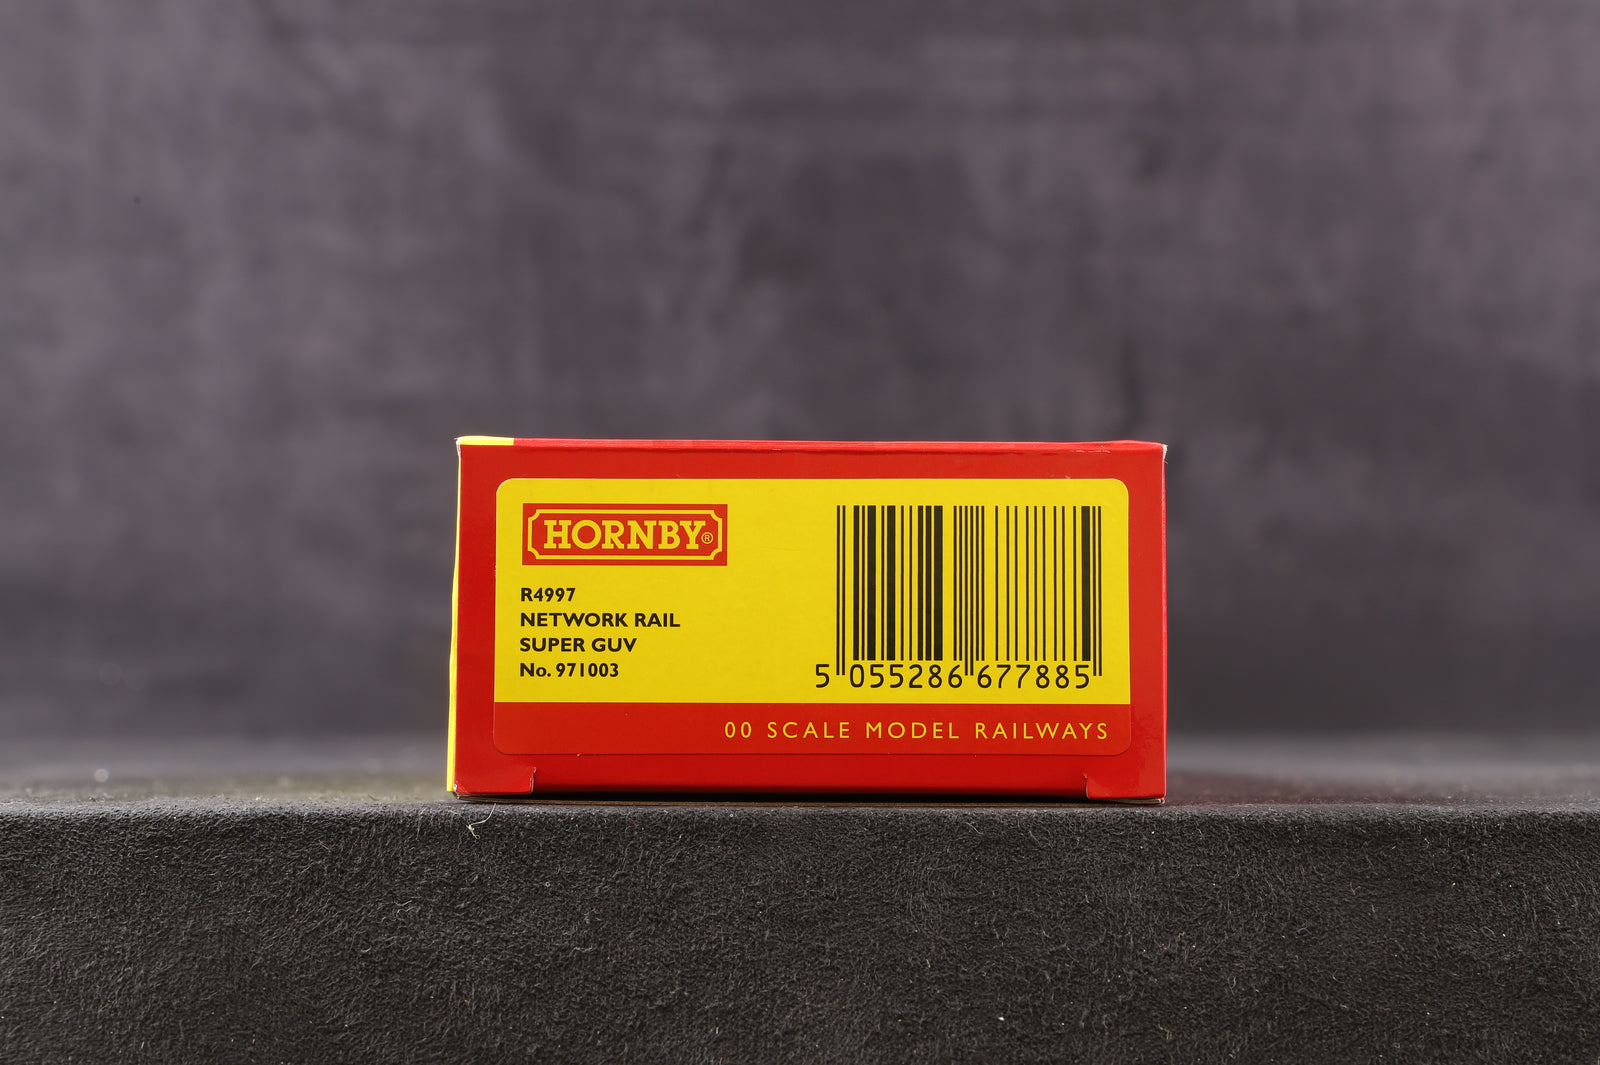 HORNBY®
R4997
NETWORK RAIL
SUPER GUV
No. 971003
5 055286 677885
00 SCALE MODEL RAILWAYS